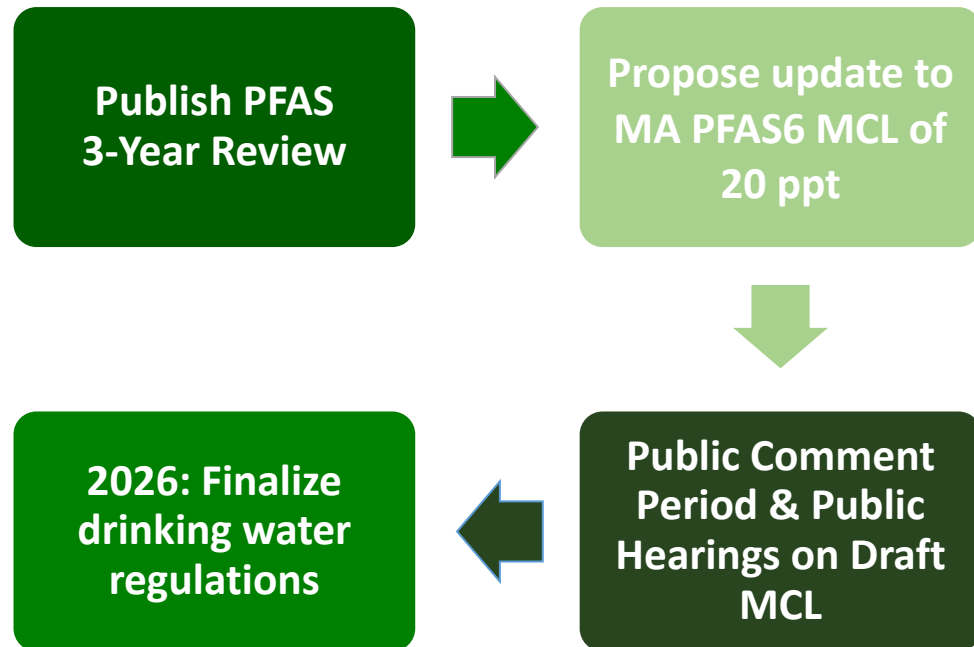 Publish PFAS
3-Year Review
Propose update to
MA PFAS6 MCL of
20 ppt
Public Comment
Period & Public
Hearings on Draft
MCL
2026: Finalize
drinking water
regulations